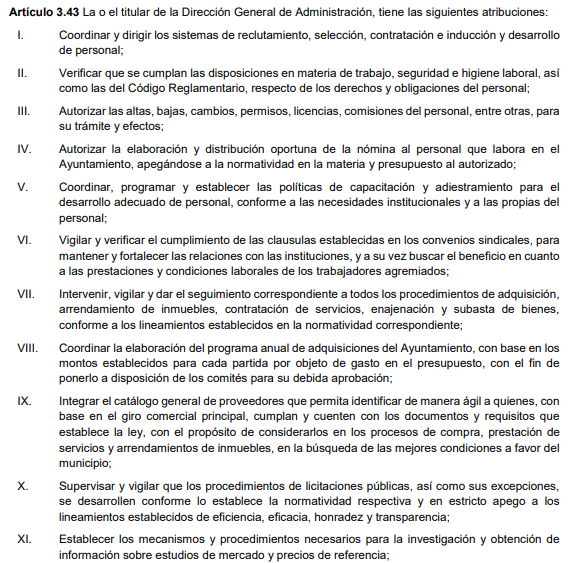 Artículo 3.43 La o el titular de la Dirección General de Administración, tiene las siguientes atribuciones:
I. Coordinar y dirigir los sistemas de reclutamiento, selección, contratación e inducción y desarrollo
de personal;
II. Verificar que se cumplan las disposiciones en materia de trabajo, seguridad e higiene laboral, así
como las del Código Reglamentario, respecto de los derechos y obligaciones del personal;
III. Autorizar las altas, bajas, cambios, permisos, licencias, comisiones del personal, entre otras, para
su trámite y efectos;
IV. Autorizar la elaboración y distribución oportuna de la nómina al personal que labora en el
Ayuntamiento, apegándose a la normatividad en la materia y presupuesto al autorizado;
V. Coordinar, programar y establecer las políticas de capacitación y adiestramiento para el
desarrollo adecuado de personal, conforme a las necesidades institucionales y a las propias del
personal;
VI. Vigilar y verificar el cumplimiento de las clausulas establecidas en los convenios sindicales, para
mantener y fortalecer las relaciones con las instituciones, y a su vez buscar el beneficio en cuanto
a las prestaciones y condiciones laborales de los trabajadores agremiados;
VII. Intervenir, vigilar y dar el seguimiento correspondiente a todos los procedimientos de adquisición,
arrendamiento de inmuebles, contratación de servicios, enajenación y subasta de bienes,
conforme a los lineamientos establecidos en la normatividad correspondiente;
VIII. Coordinar la elaboración del programa anual de adquisiciones del Ayuntamiento, con base en los
montos establecidos para cada partida por objeto de gasto en el presupuesto, con el fin de
ponerlo a disposición de los comités para su debida aprobación;
IX. Integrar el catálogo general de proveedores que permita identificar de manera ágil a quienes, con
base en el giro comercial principal, cumplan y cuenten con los documentos y requisitos que
establece la ley, con el propósito de considerarlos en los procesos de compra, prestación de
servicios y arrendamientos de inmuebles, en la búsqueda de las mejores condiciones a favor del
municipio;
X. Supervisar y vigilar que los procedimientos de licitaciones públicas, así como sus excepciones,
se desarrollen conforme lo establece la normatividad respectiva y en estricto apego a los
lineamientos establecidos de eficiencia, eficacia, honradez y transparencia;
XI. Establecer los mecanismos y procedimientos necesarios para la investigación y obtención de
información sobre estudios de mercado y precios de referencia;